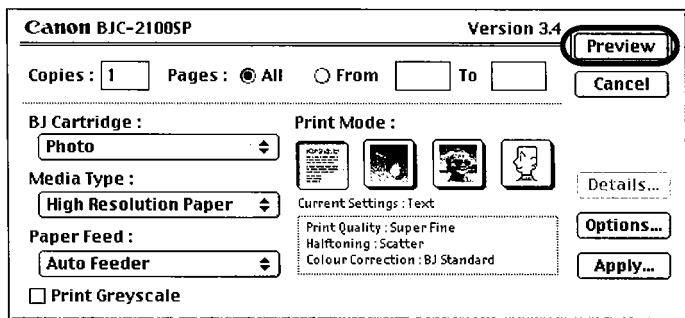 Canon BJC-2100SP Version 3.4
Preview
Copies : 1 Pages : All From To
Cancel
BJ Cartridge :
Photo
Print Mode :
Media Type :
High Resolution Paper
Current Settings : Text
Details...
Paper Feed :
Auto Feeder
Print Quality : Super Fine
Halftoning : Scatter
Colour Correction : BJ Standard
Options...
Apply...
Print Greyscale